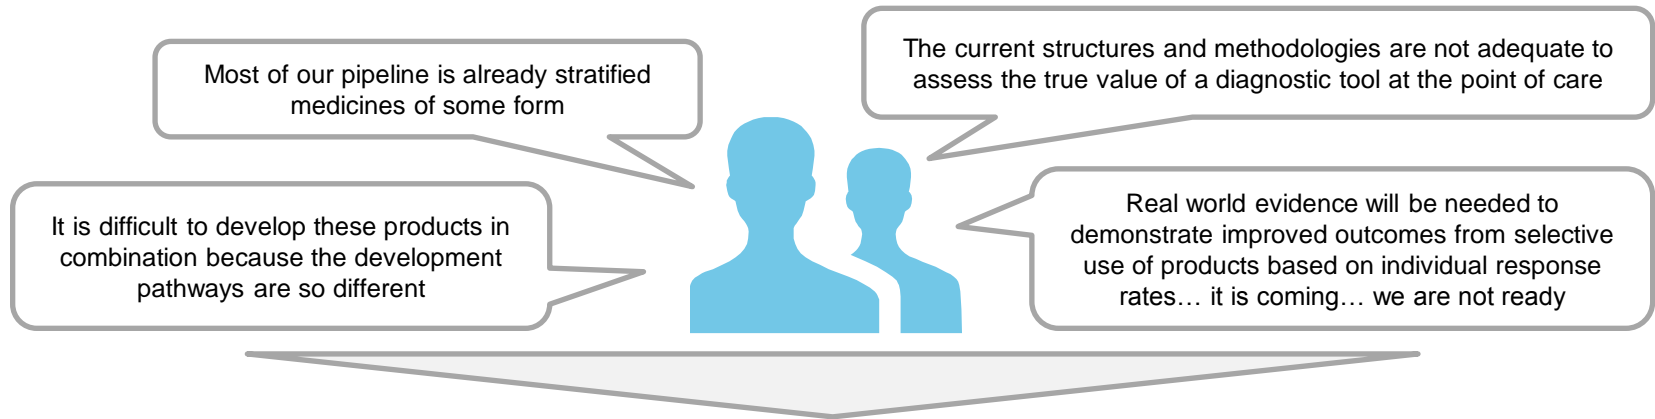 Most of our pipeline is already stratified
medicines of some form
The current structures and methodologies are not adequate to
assess the true value of a diagnostic tool at the point of care
It is difficult to develop these products in
combination because the development
pathways are so different
Real world evidence will be needed to
demonstrate improved outcomes from selective
use of products based on individual response
rates… it is coming… we are not ready